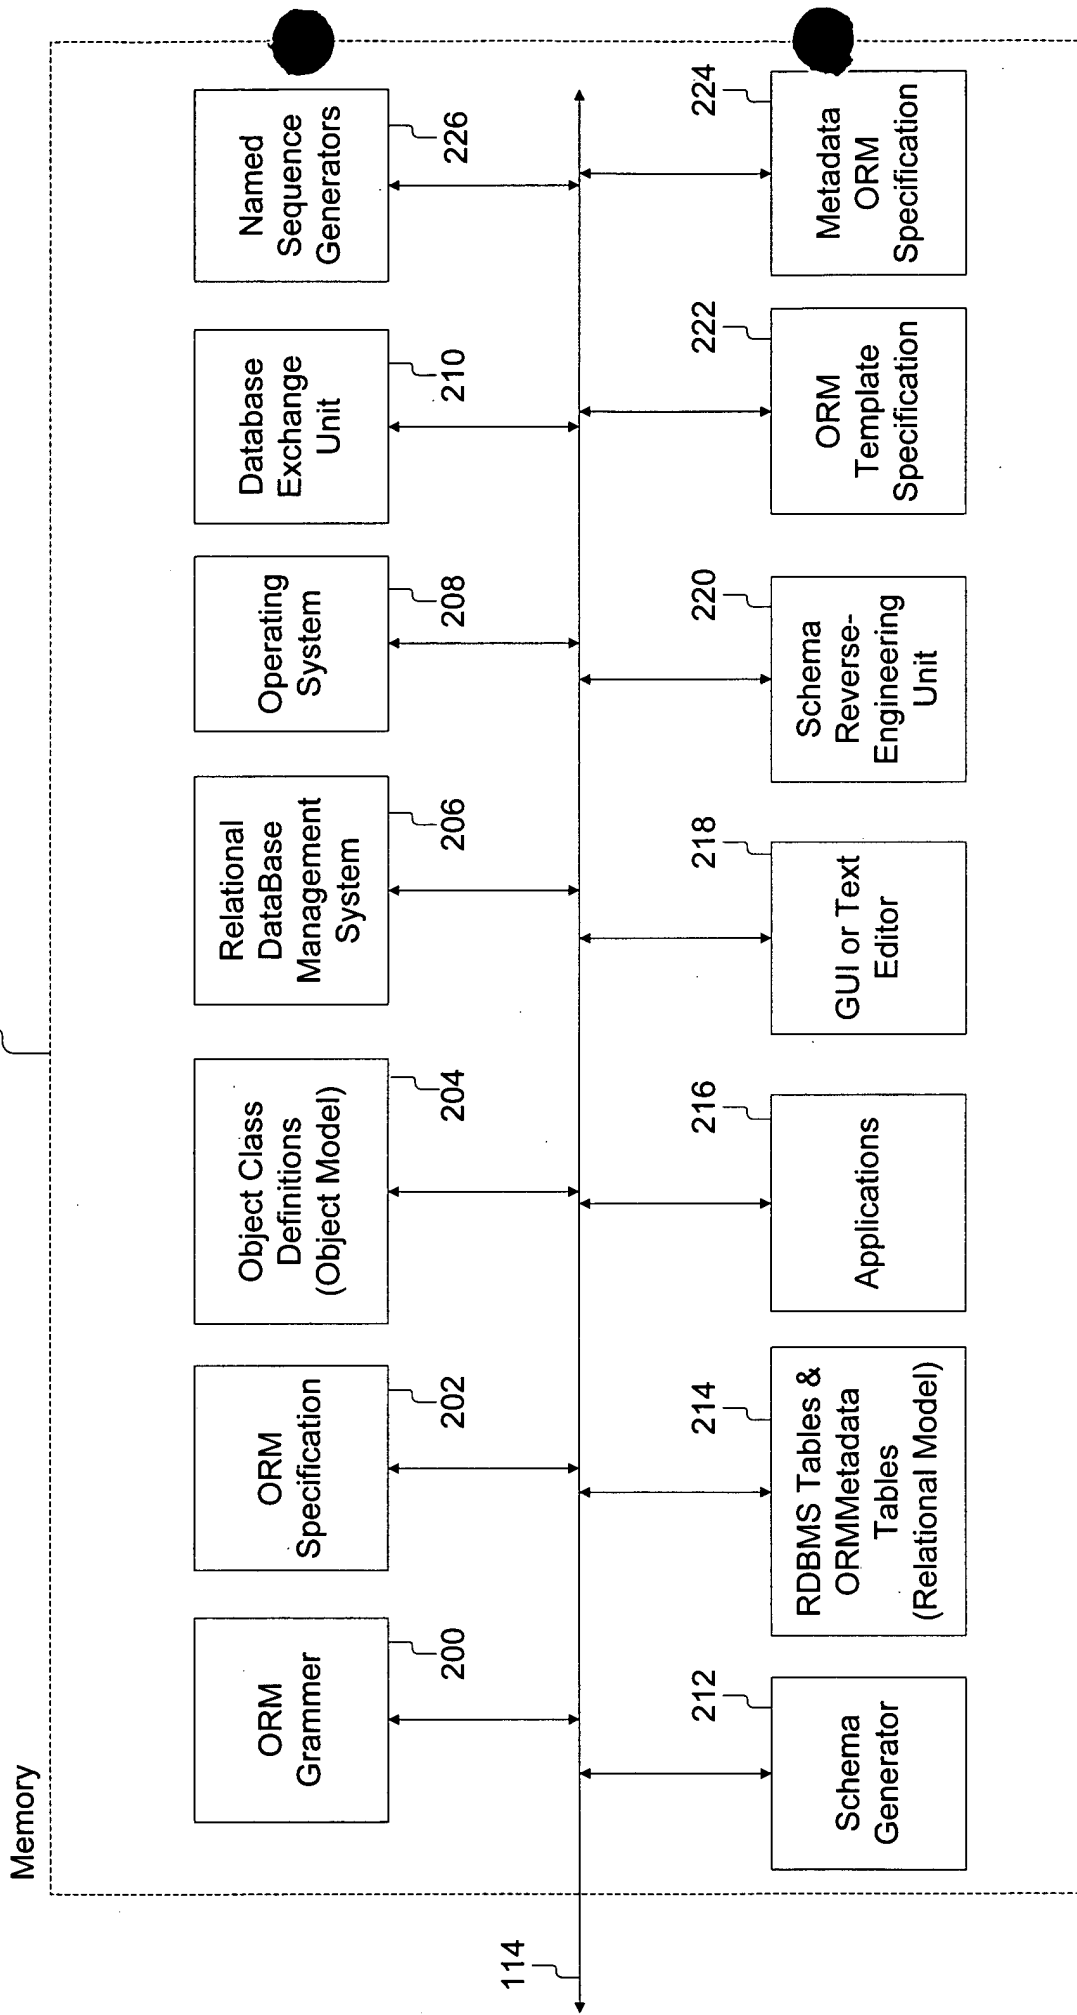 Memory
ORM
Grammer
200
ORM
Specification
202
Object Class
Definitions
(Object Model)
204
Relational
DataBase
Management
System
206
Operating
System
208
Database
Exchange
Unit
210
Named
Sequence
Generators
226
114
212
Schema
Generator
214
RDBMS Tables &
ORMMetadata
Tables
(Relational Model)
216
Applications
218
GUI or Text
Editor
220
Schema
Reverse-
Engineering
Unit
222
ORM
Template
Specification
224
Metadata
ORM
Specification